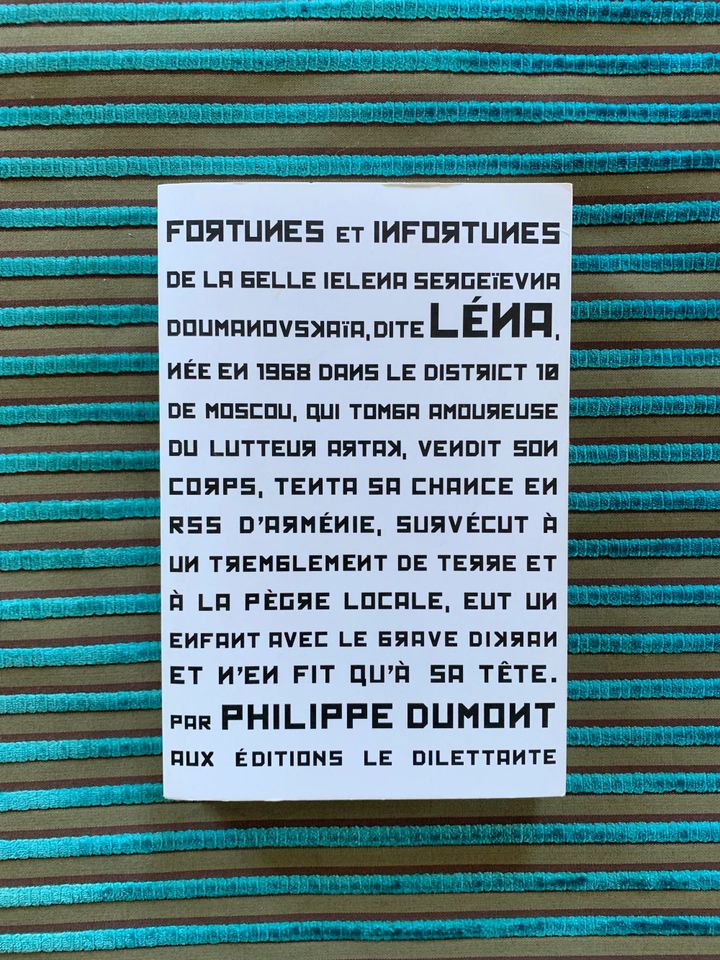 FORTUNES ET INFORTUNES
DE LA BELLE IELENA SERGEÏEVNA
DOUMANOVSKAÏA, DITE LÉNA,
NÉE EN 1968 DANS LE DISTRICT 10
DE MOSCOU, QUI TOMBA AMOUREUSE
DU LUTTEUR ARTAK, VENDIT SON
CORPS, TENTA SA CHANCE EN
RSS D'ARMÉNIE, SURVÉCUT À
UN TREMBLEMENT DE TERRE ET
À LA PÈGRE LOCALE, EUT UN
ENFANT AVEC LE GRAVE DIKRAN
ET N'EN FIT QU'À SA TÊTE.
PAR PHILIPPE DUMONT
AUX ÉDITIONS LE DILETTANTE